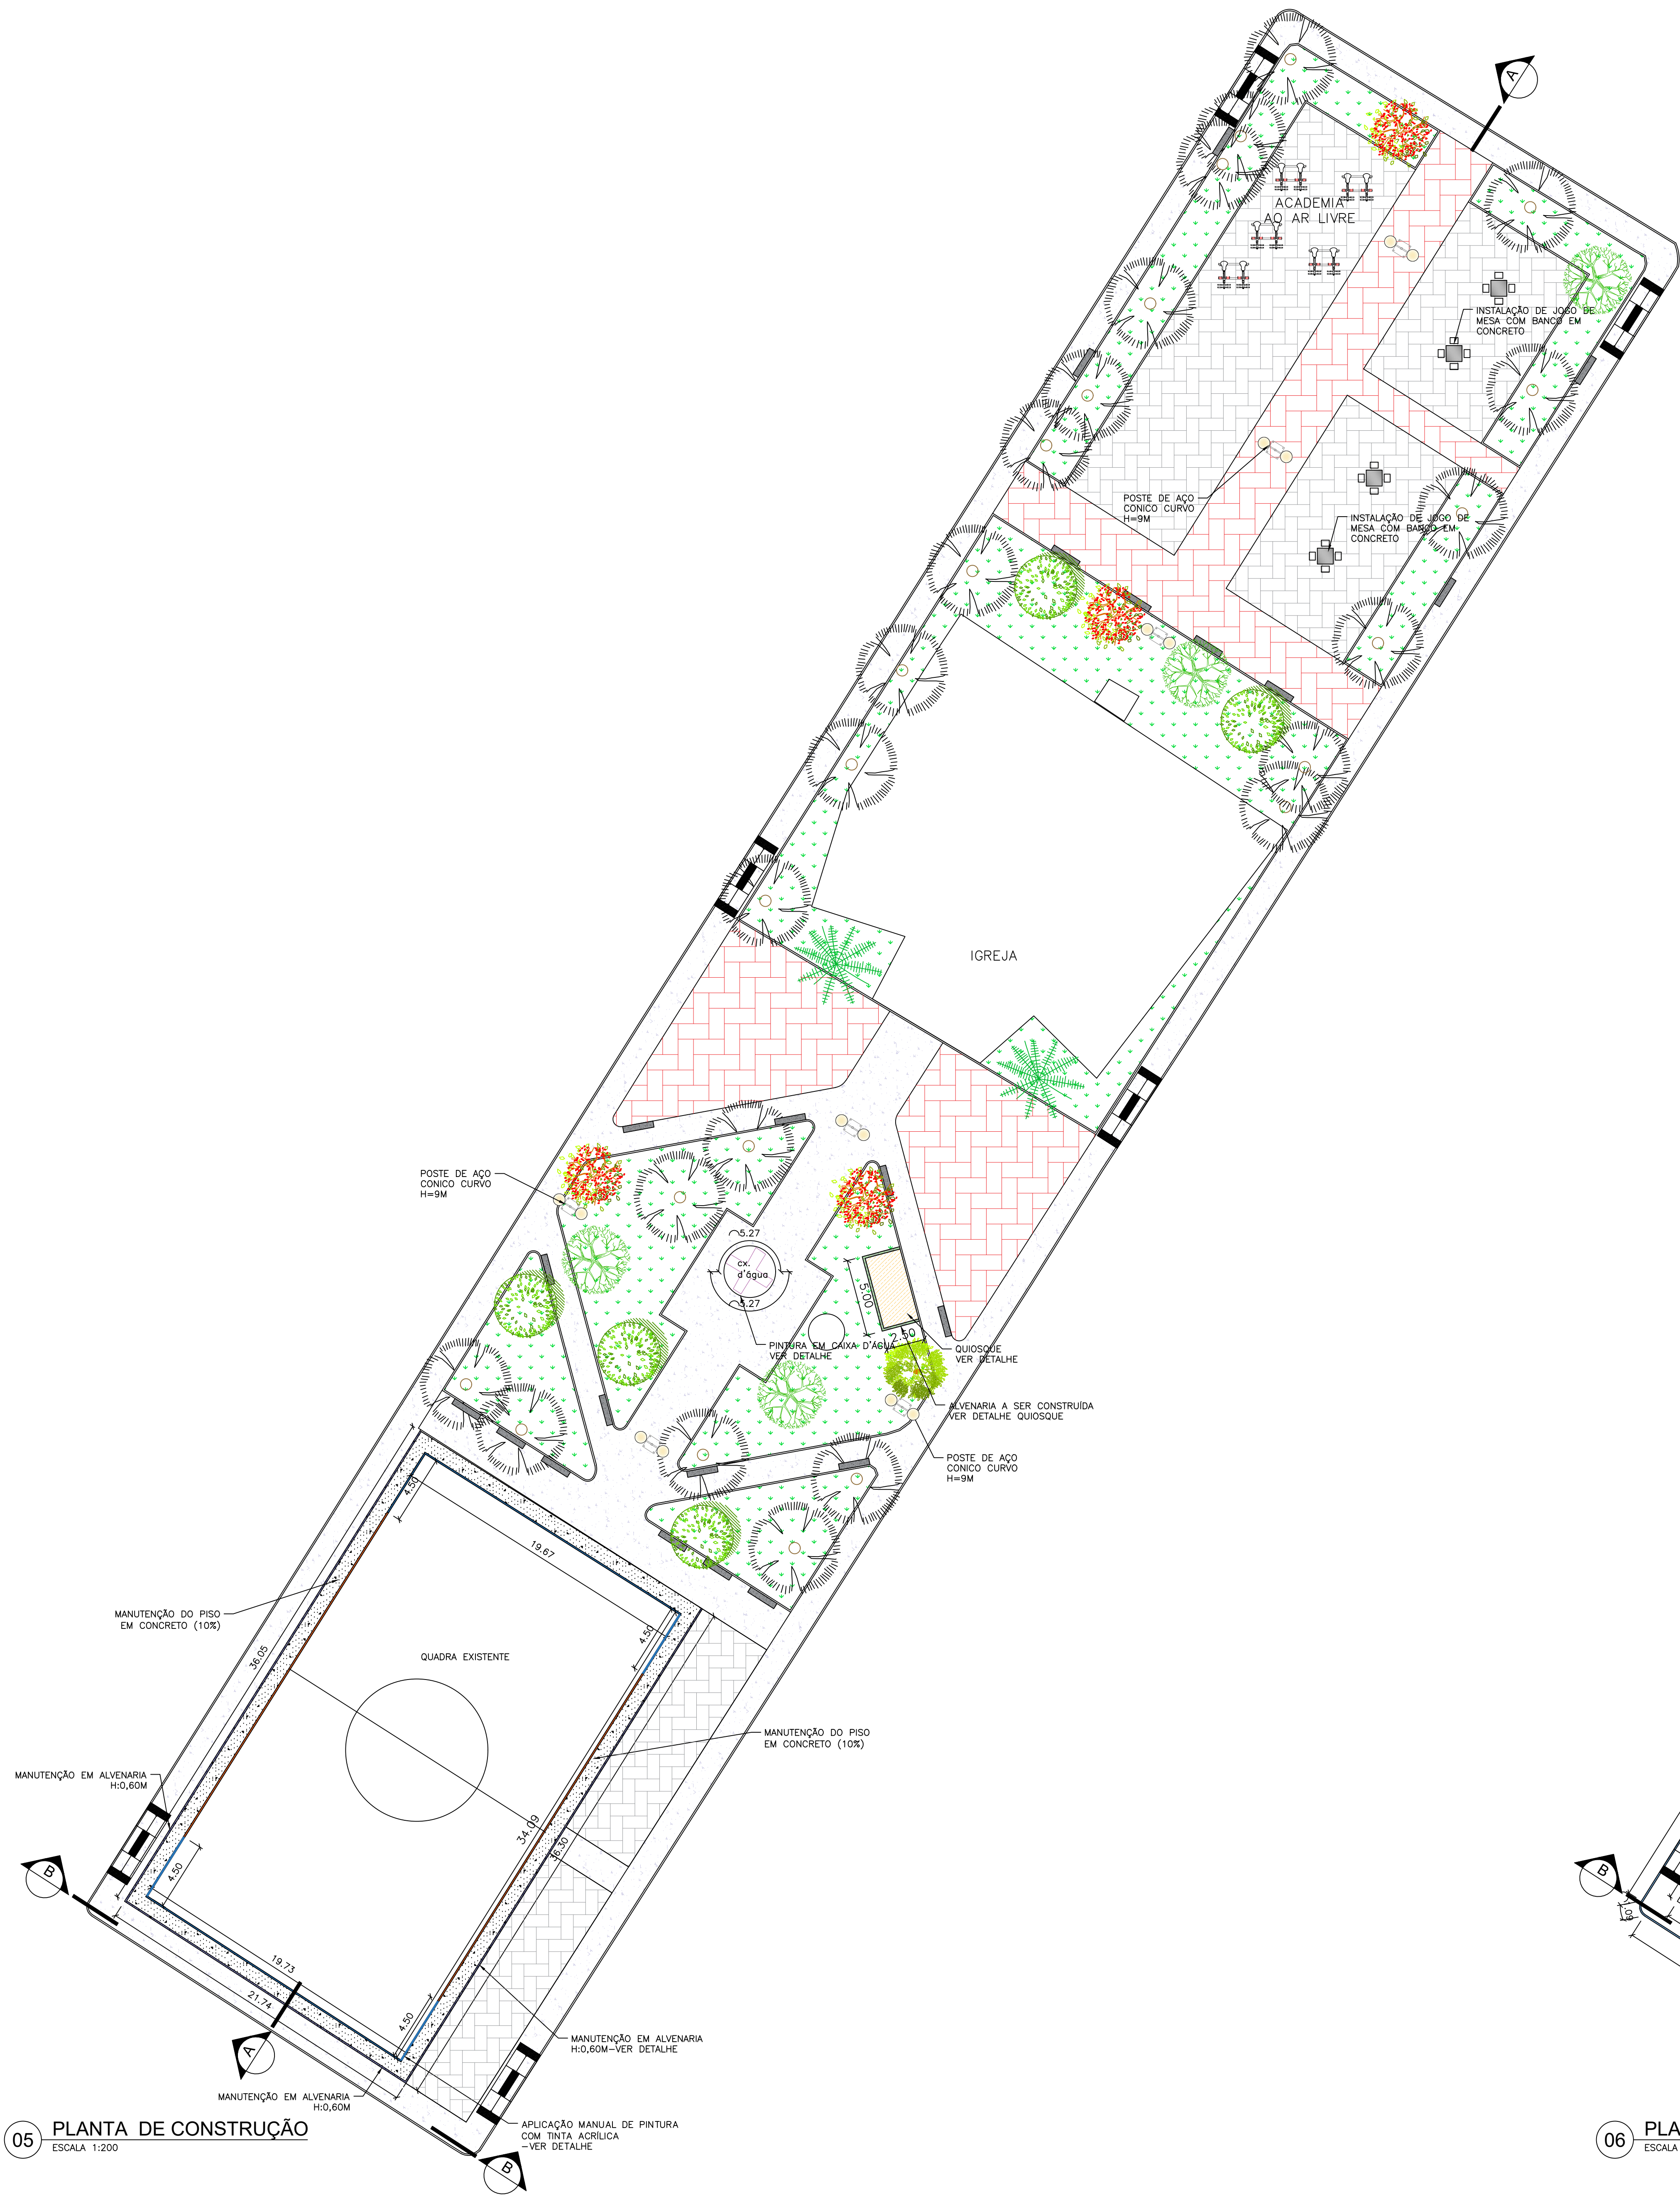 A
ACADEMIA
AO AR LIVRE
INSTALAÇÃO DE JOGO DE
MESA COM BANCO EM
CONCRETO
POSTE DE AÇO
CONICO CURVO
H=9M
INSTALAÇÃO DE JOGO DE
MESA COM BANCO EM
CONCRETO
IGREJA
POSTE DE AÇO
CONICO CURVO
H=9M
5.27
cx.
d'água
5.27
5.00
2.50
PINTURA EM CAIXA D'ÁGUA
VER DETALHE
QUIOSQUE
VER DETALHE
ALVENARIA A SER CONSTRUÍDA
VER DETALHE QUIOSQUE
POSTE DE AÇO
CONICO CURVO
H=9M
4.50
19.67
MANUTENÇÃO DO PISO
EM CONCRETO (10%)
36.05
4.50
QUADRA EXISTENTE
MANUTENÇÃO DO PISO
EM CONCRETO (10%)
MANUTENÇÃO EM ALVENARIA
H:0,60M
34.09
36.30
4.50
B
B
19.73
21.74
4.50
A
MANUTENÇÃO EM ALVENARIA
H:0,60M-VER DETALHE
MANUTENÇÃO EM ALVENARIA
H:0,60M
APLICAÇÃO MANUAL DE PINTURA
COM TINTA ACRÍLICA
-VER DETALHE
B
05
PLANTA DE CONSTRUÇÃO
ESCALA 1:200
06
ESCALA